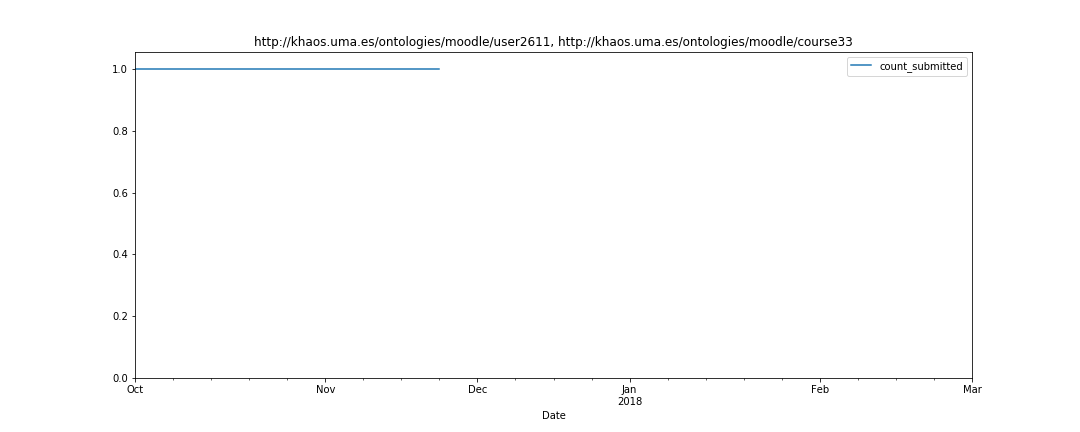 http://khaos.uma.es/ontologies/moodle/user2611, http://khaos.uma.es/ontologies/moodle/course33
count_submitted
1.0
0.8
0.6
0.4
0.2
0.0
Oct Nov Dec Jan Feb Mar
2018
Date